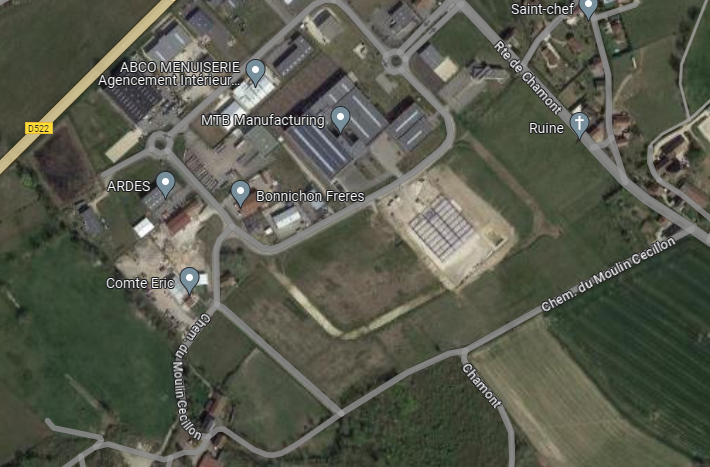 Saint-chef
Rte de Chamont
ABCO MENUISERIE
Agencement Intérieur...
MTB Manufacturing
D522
Ruine
ARDES
Bonnichon Freres
Comte Eric
Chem. du Moulin Cecillon
Chem. du Moulin Cecillon
Chamont